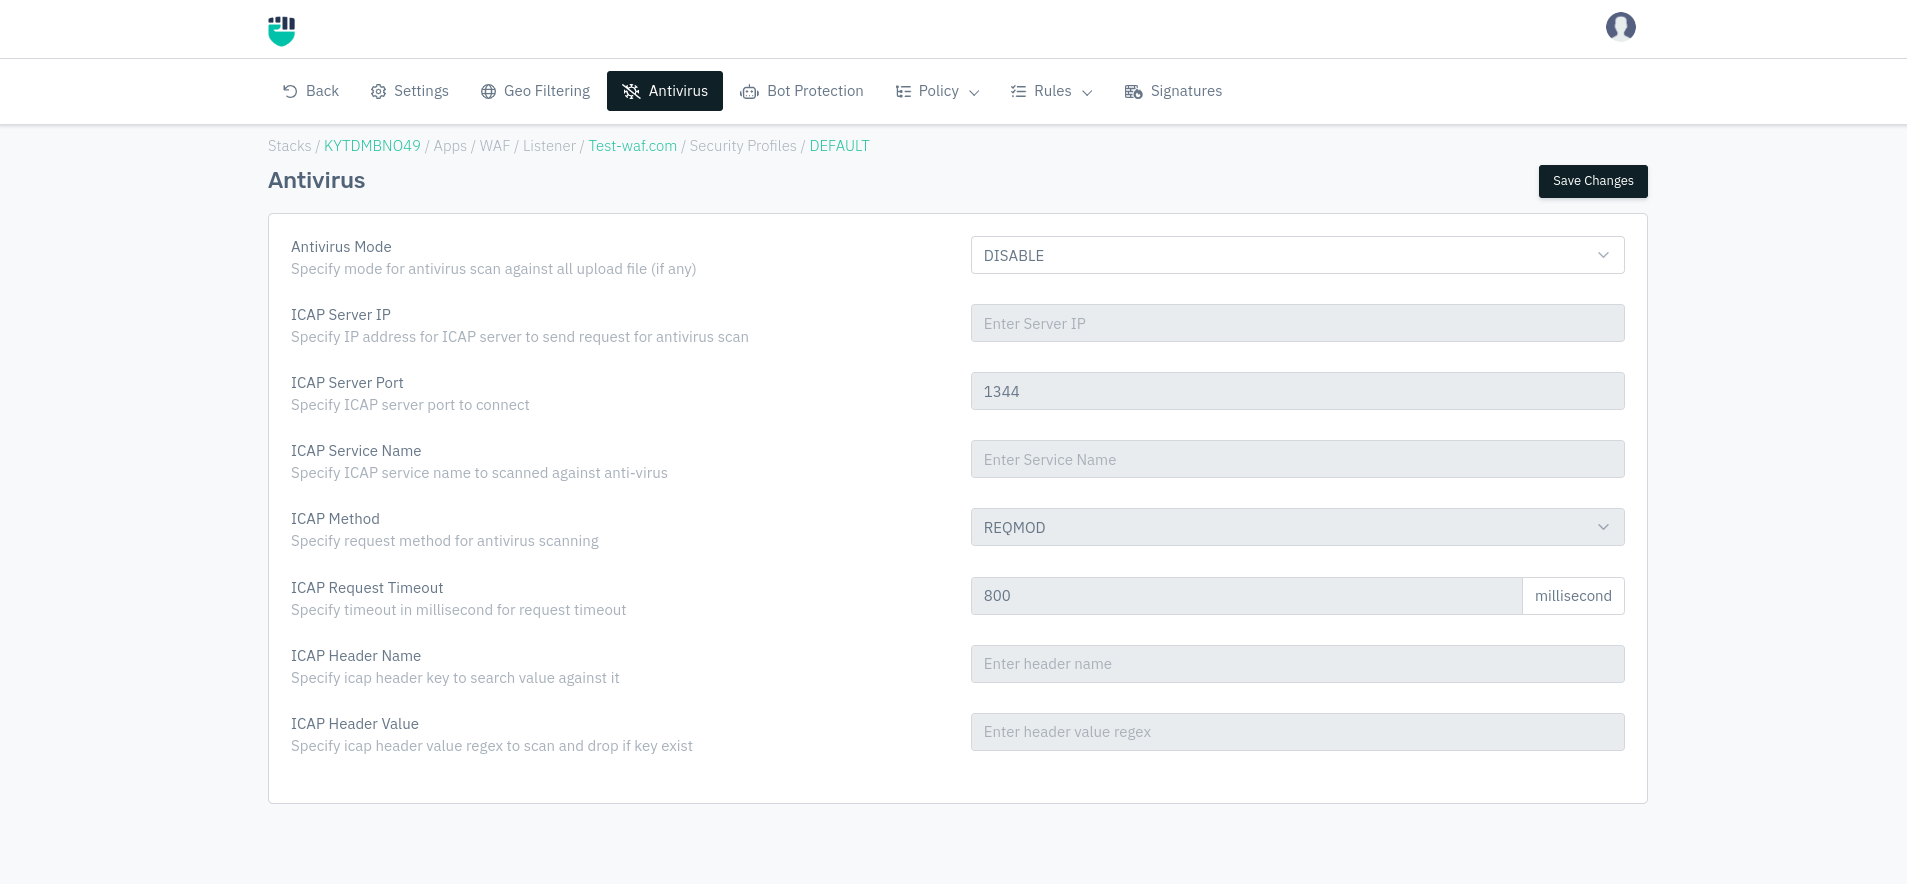 Back Settings Geo Filtering Antivirus Bot Protection Policy Rules Signatures
Stacks / KYTDMBNO49 / Apps / WAF / Listener / Test-waf.com / Security Profiles / DEFAULT
Antivirus
Save Changes
Antivirus Mode
Specify mode for antivirus scan against all upload file (if any)
DISABLE
ICAP Server IP
Specify IP address for ICAP server to send request for antivirus scan
Enter Server IP
ICAP Server Port
Specify ICAP server port to connect
1344
ICAP Service Name
Specify ICAP service name to scanned against anti-virus
Enter Service Name
ICAP Method
Specify request method for antivirus scanning
REQMOD
ICAP Request Timeout
Specify timeout in millisecond for request timeout
800 millisecond
ICAP Header Name
Specify icap header key to search value against it
Enter header name
ICAP Header Value
Specify icap header value regex to scan and drop if key exist
Enter header value regex